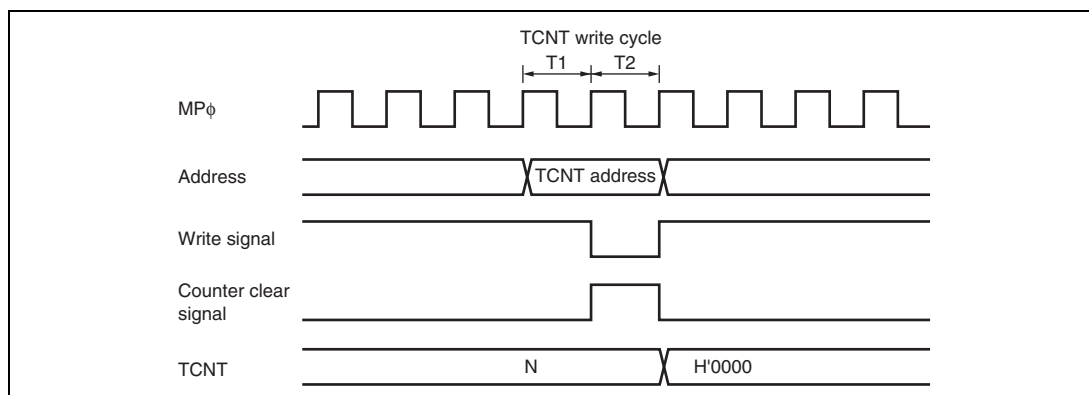 TCNT write cycle
T1 T2
MPϕ
Address
TCNT address
Write signal
Counter clear
signal
TCNT
N
H'0000